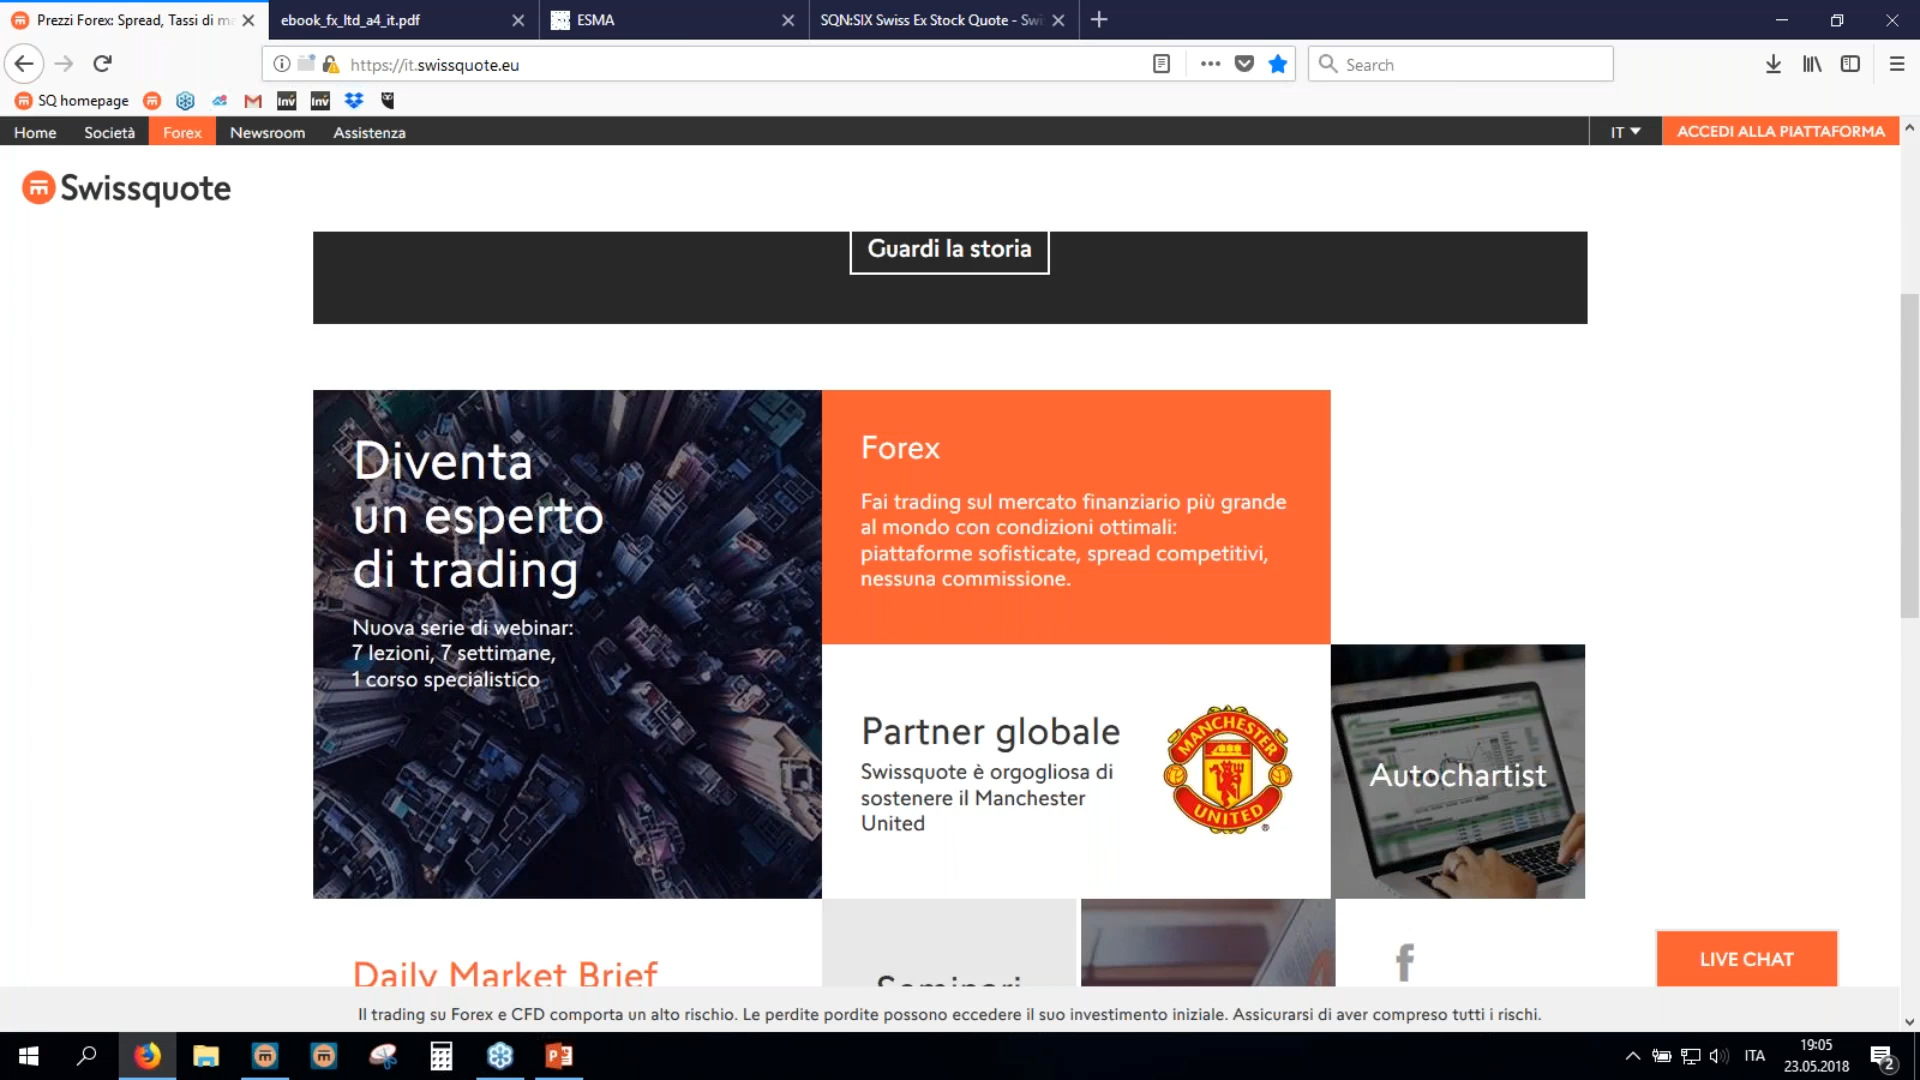 Prezzi Forex: Spread, Tassi di ma
ebook_fx_ltd_a4_it.pdf
ESMA
SQN:SIX Swiss Ex Stock Quote - Swi
https://it.swissquote.eu
Search
SQ homepage
Inv
Inv
Home
Società
Forex
Newsroom
Assistenza
IT
ACCEDI ALLA PIATTAFORMA
Swissquote
Guardi la storia
Diventa
un esperto
di trading
Nuova serie di webinar:
7 lezioni, 7 settimane,
1 corso specialistico
Forex
Fai trading sul mercato finanziario più grande
al mondo con condizioni ottimali:
piattaforme sofisticate, spread competitivi,
nessuna commissione.
Partner globale
Swissquote è orgogliosa di
sostenere il Manchester
United
MANCHESTER
UNITED
®
Autochartist
Daily Market Brief
Seminari
f
LIVE CHAT
Il trading su Forex e CFD comporta un alto rischio. Le perdite pordite possono eccedere il suo investimento iniziale. Assicurarsi di aver compreso tutti i rischi.
ITA
19:05
23.05.2018
2